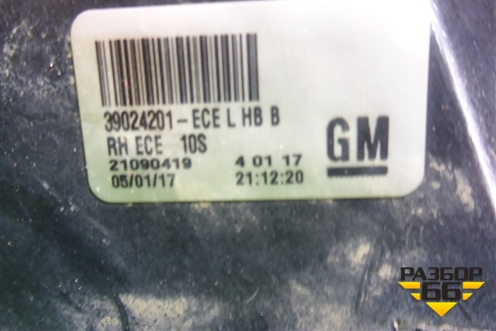 39024201-ECE L HB B
RH ECE 10S
21090419 4 01 17
05/01/17 21:12:20
GM
РАЗБОР
66